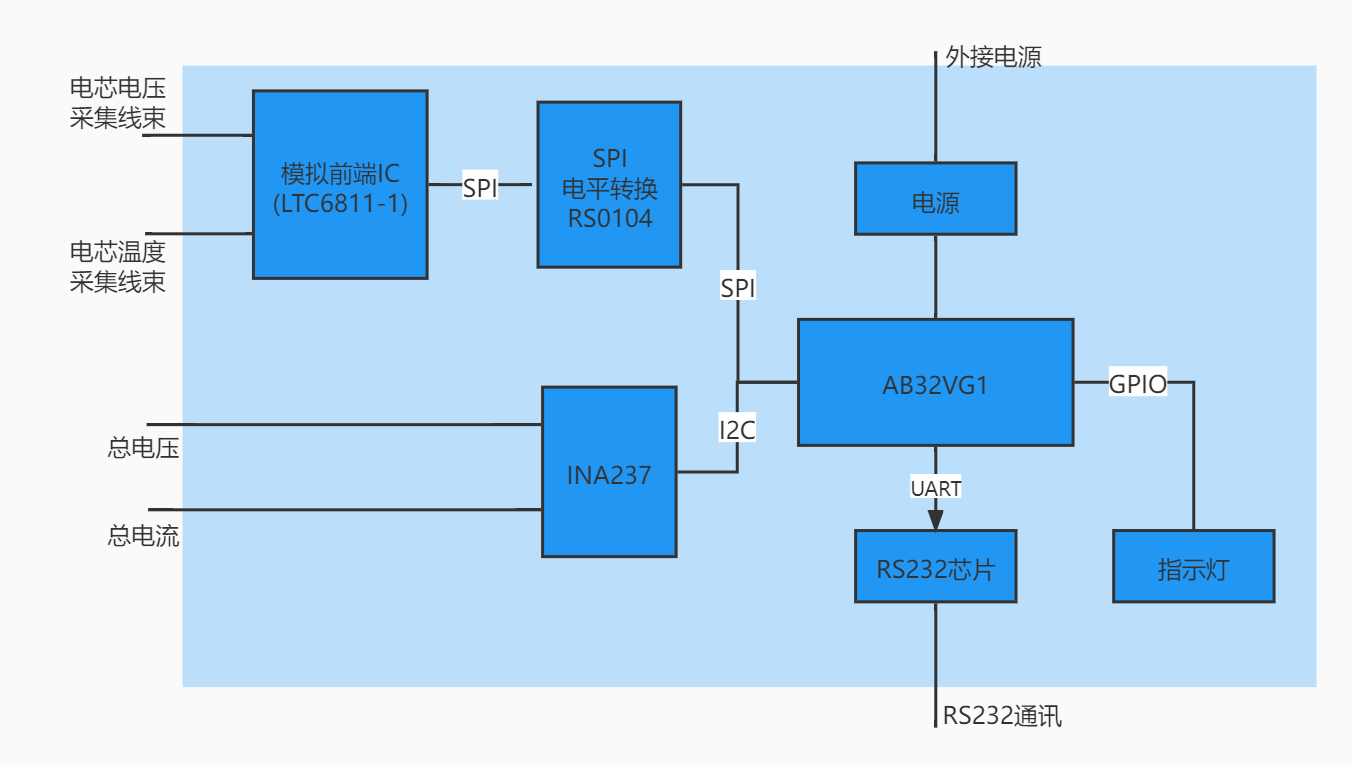 外接电源
电芯电压
采集线束
模拟前端IC
(LTC6811-1)
SPI
SPI
电平转换
RS0104
电源
电芯温度
采集线束
SPI
AB32VG1
GPIO
I2C
总电压
INA237
总电流
UART
RS232芯片
指示灯
RS232通讯